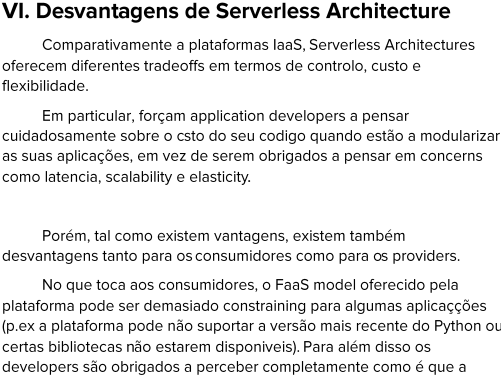 VI. Desvantagens de Serverless Architecture
Comparativamente a plataformas IaaS, Serverless Architectures
oferecem diferentes tradeoffs em termos de controlo, custo e
flexibilidade.
Em particular, forçam application developers a pensar
cuidadosamente sobre o csto do seu codigo quando estão a modularizar
as suas aplicações, em vez de serem obrigados a pensar em concerns
como latencia, scalability e elasticity.
Porém, tal como existem vantagens, existem também
desvantagens tanto para os consumidores como para os providers.
No que toca aos consumidores, o FaaS model oferecido pela
plataforma pode ser demasiado constraining para algumas aplicaçções
(p.ex a plataforma pode não suportar a versão mais recente do Python ou
certas bibliotecas não estarem disponiveis). Para além disso os
developers são obrigados a perceber completamente como é que a